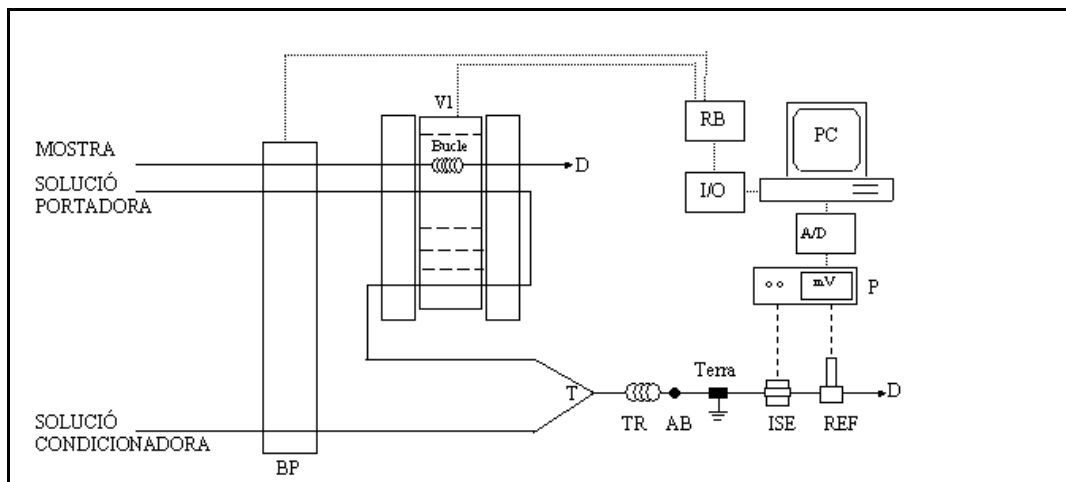 V1
RB
PC
Bucle
MOSTRA
D
SOLUCIÓ
PORTADORA
I/O
A/D
mV
P
Terra
T
D
TR
AB
ISE
REF
SOLUCIÓ
CONDICIONADORA
BP